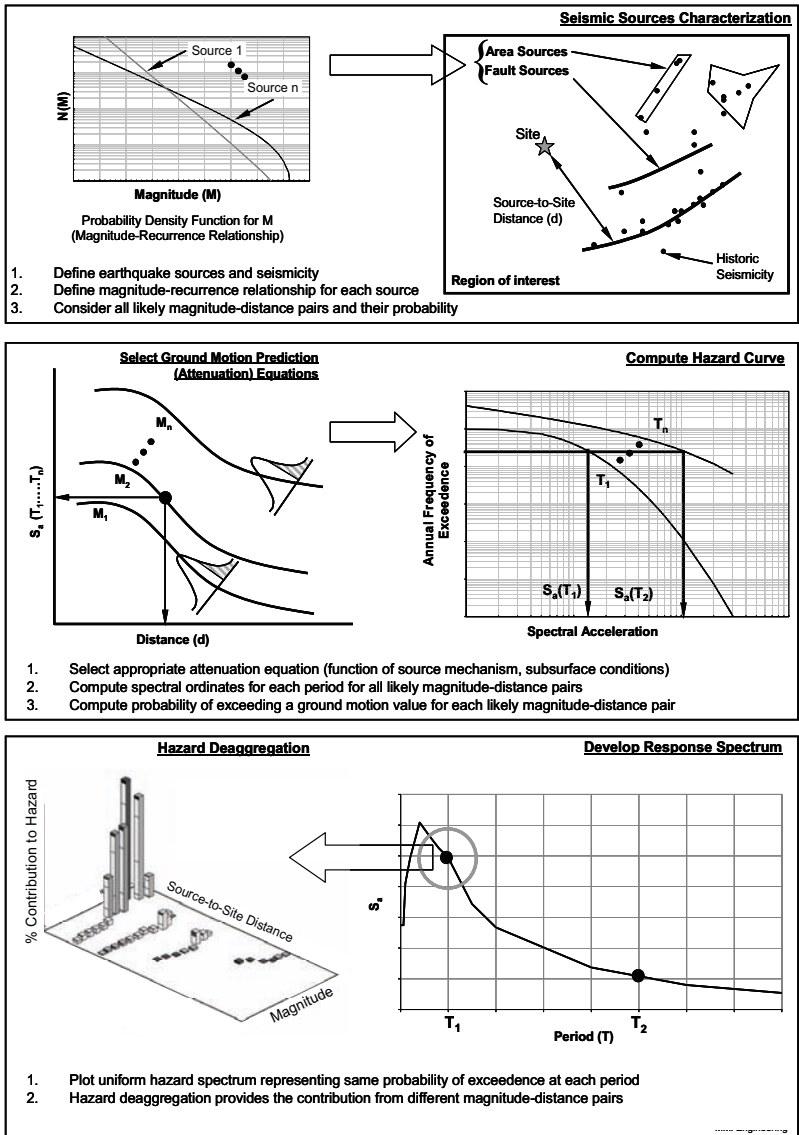 Seismic Sources Characterization
Source 1
Source n
N(M)
Magnitude (M)
Probability Density Function for M
(Magnitude-Recurrence Relationship)
Area Sources
Fault Sources
Site
Source-to-Site
Distance (d)
Historic
Seismicity
Region of interest
1. Define earthquake sources and seismicity
2. Define magnitude-recurrence relationship for each source
3. Consider all likely magnitude-distance pairs and their probability
Select Ground Motion Prediction
(Attenuation) Equations
Mn
M2
M1
Sa (T1.....Tn)
Distance (d)
Compute Hazard Curve
Annual Frequency of
Exceedence
Tn
T1
Sa(T1)
Sa(T2)
Spectral Acceleration
1. Select appropriate attenuation equation (function of source mechanism, subsurface conditions)
2. Compute spectral ordinates for each period for all likely magnitude-distance pairs
3. Compute probability of exceeding a ground motion value for each likely magnitude-distance pair
Hazard Deaggregation
% Contribution to Hazard
Source-to-Site Distance
Magnitude
Develop Response Spectrum
Sa
T1
T2
Period (T)
1. Plot uniform hazard spectrum representing same probability of exceedence at each period
2. Hazard deaggregation provides the contribution from different magnitude-distance pairs